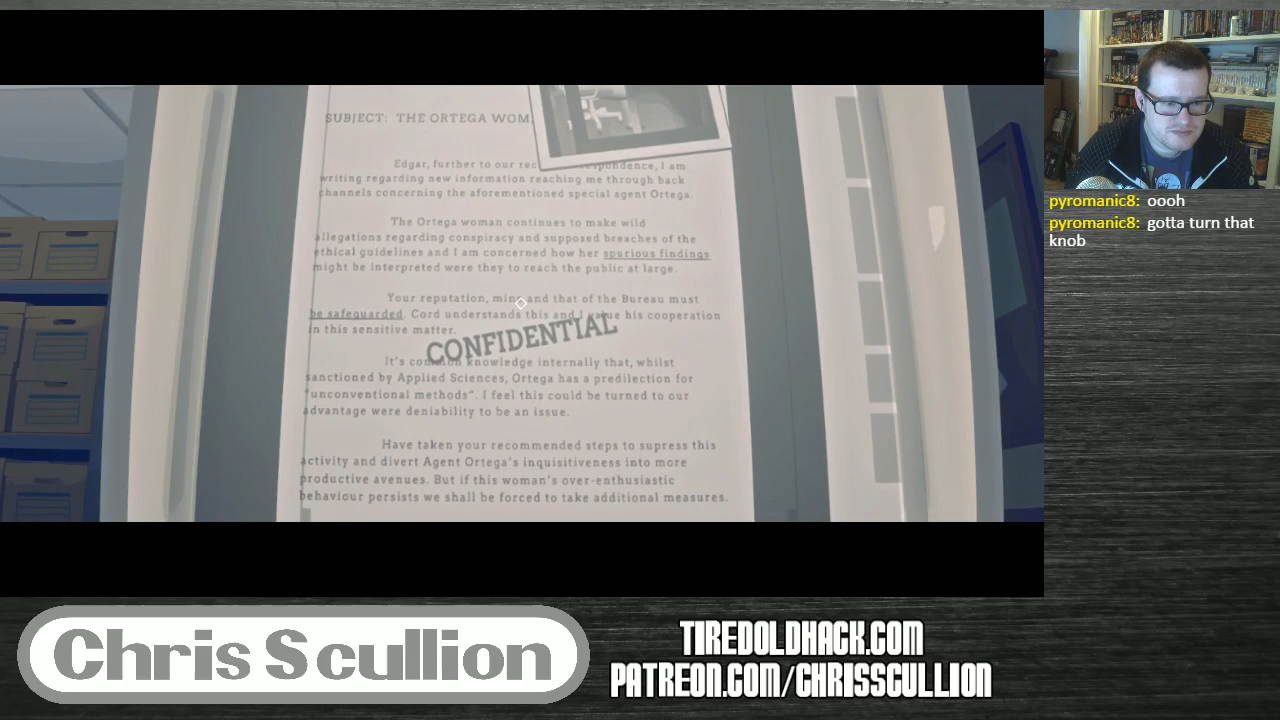 SUBJECT: THE ORTEGA WOM
Edgar, further to our rec pondence, I am
writing regarding new information reaching me through back
channels concerning the aforementioned special agent Ortega.
The Ortega woman continues to make wild
allegations regarding conspiracy and supposed breaches of the
ethical guidelines and I am concerned how her spurious findings
might be interpreted were they to reach the public at large.
Your reputation, mine and that of the Bureau must
be safeguarded. Cord understands this and I value his cooperation
in this sensitive matter.
CONFIDENTIAL
It's common knowledge internally that, whilst
sanctioned by Applied Sciences, Ortega has a predilection for
"unconventional methods". I feel this could be turned to our
advantage were deniability to be an issue.
Have taken your recommended steps to supress this
activity and divert Agent Ortega's inquisitiveness into more
productive avenues. But if this woman's over-enthusiastic
behaviour persists we shall be forced to take additional measures.
pyromanic8: oooh
pyromanic8: gotta turn that
knob
Chris Scullion
TIREDOLDHACK.COM
PATREON.COM/CHRISSCULLION